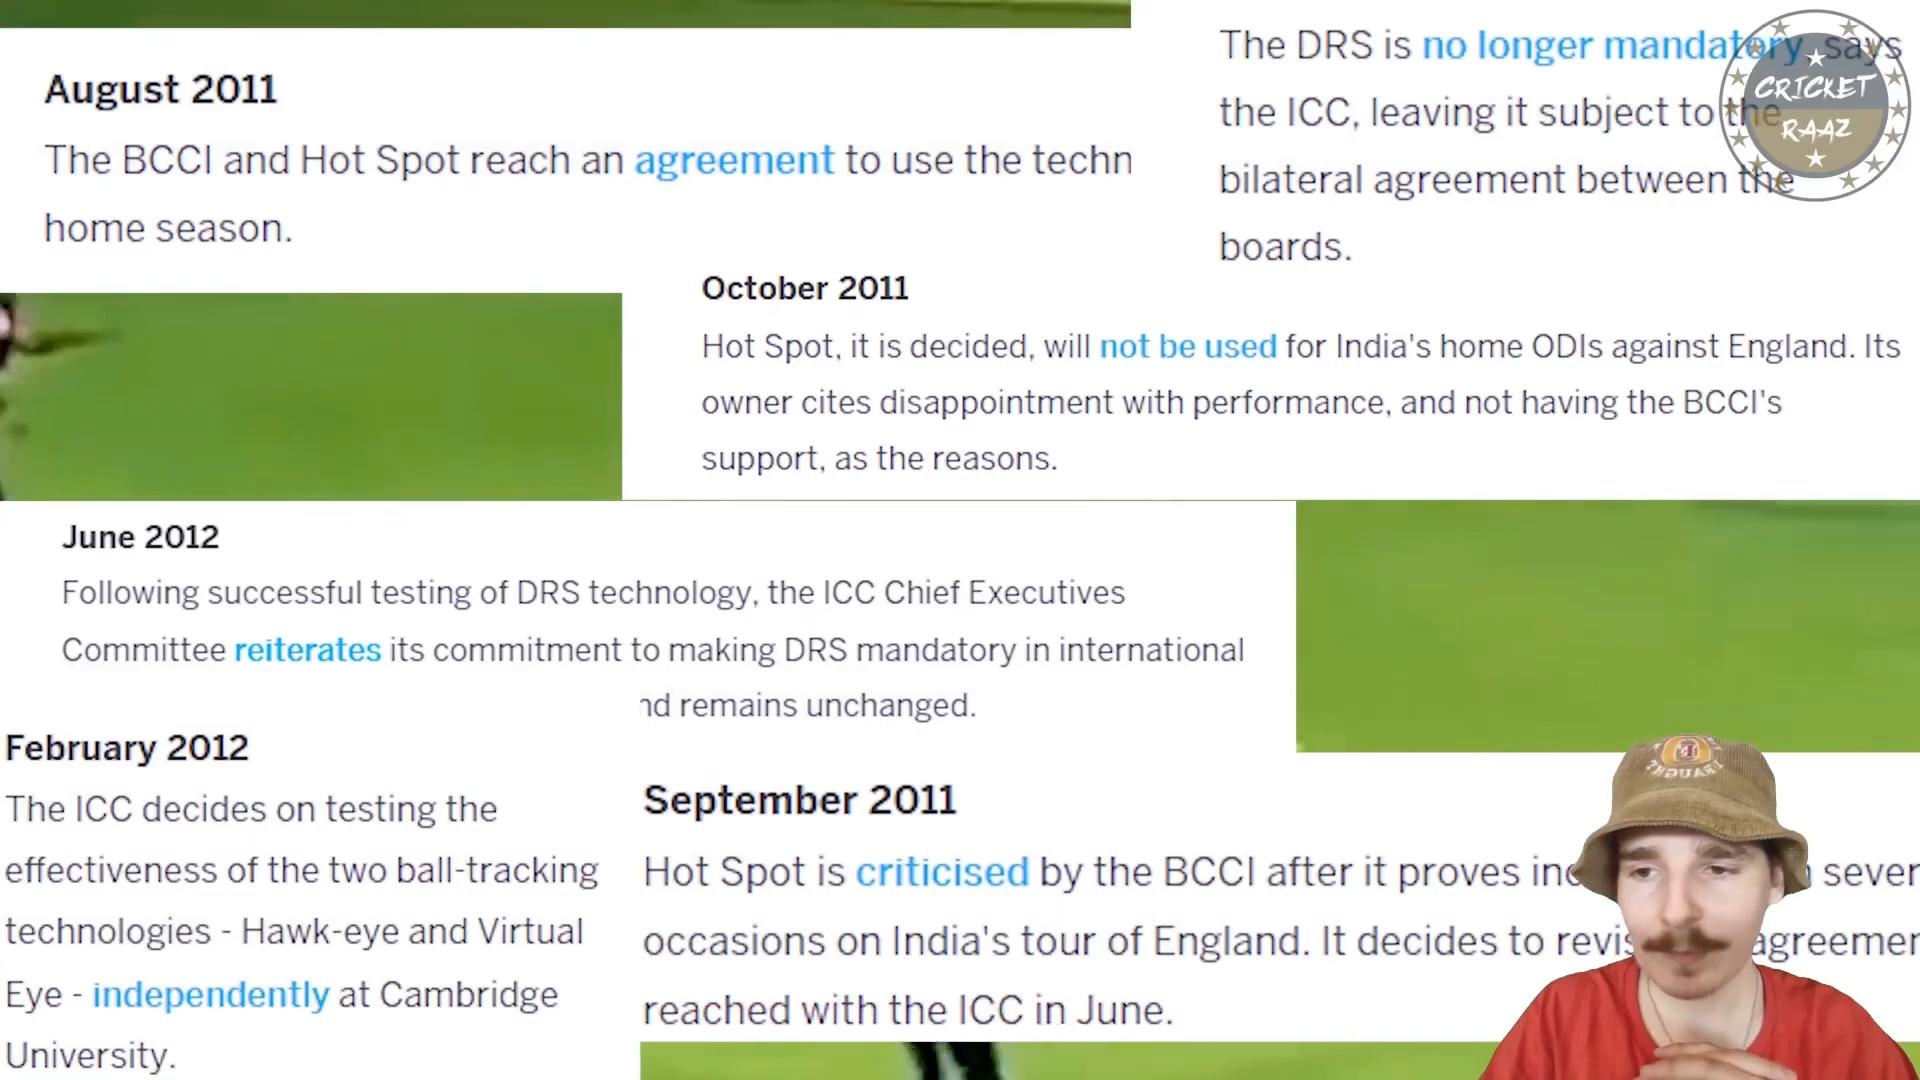 August 2011
The BCCI and Hot Spot reach an agreement to use the techn
home season.
The DRS is no longer mandatory, says
the ICC, leaving it subject to the
bilateral agreement between the
boards.
CRICKET
RAAZ
October 2011
Hot Spot, it is decided, will not be used for India's home ODIs against England. Its
owner cites disappointment with performance, and not having the BCCI's
support, as the reasons.
June 2012
Following successful testing of DRS technology, the ICC Chief Executives
Committee reiterates its commitment to making DRS mandatory in international
nd remains unchanged.
February 2012
The ICC decides on testing the
effectiveness of the two ball-tracking
technologies - Hawk-eye and Virtual
Eye - independently at Cambridge
University.
September 2011
Hot Spot is criticised by the BCCI after it proves inc sever
occasions on India's tour of England. It decides to revis agreemen
reached with the ICC in June.
DRAUGHT